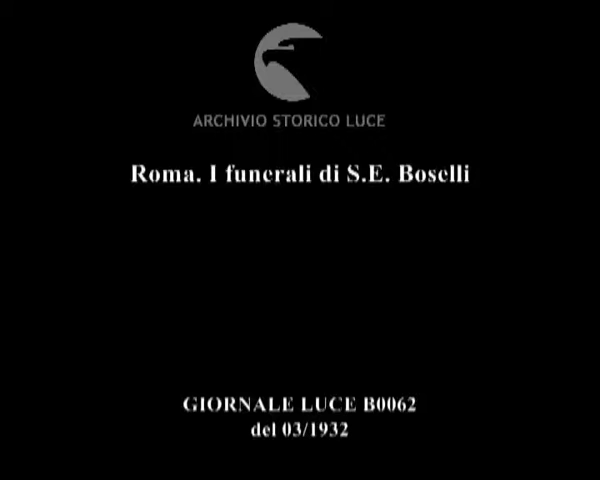 ARCHIVIO STORICO LUCE
Roma. I funerali di S.E. Boselli
GIORNALE LUCE B0062
del 03/1932